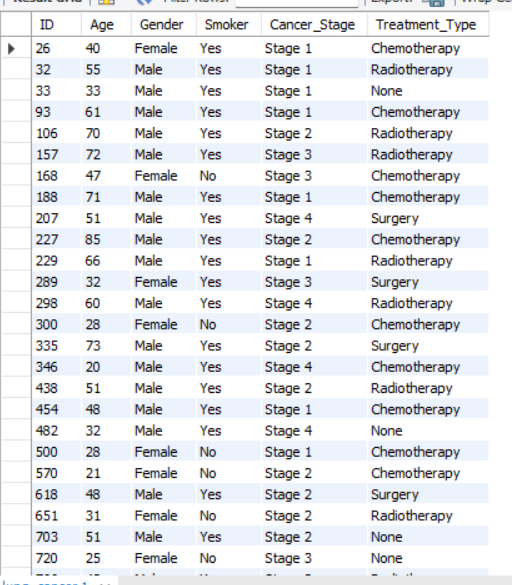 ID Age Gender Smoker Cancer_Stage Treatment_Type
26 40 Female Yes Stage 1 Chemotherapy
32 55 Male Yes Stage 1 Radiotherapy
33 33 Male Yes Stage 1 None
93 61 Male Yes Stage 1 Chemotherapy
106 70 Male Yes Stage 2 Radiotherapy
157 72 Male Yes Stage 3 Radiotherapy
168 47 Female No Stage 3 Chemotherapy
188 71 Male Yes Stage 1 Chemotherapy
207 51 Male Yes Stage 4 Surgery
227 85 Male Yes Stage 2 Chemotherapy
229 66 Male Yes Stage 1 Radiotherapy
289 32 Female Yes Stage 3 Surgery
298 60 Male Yes Stage 4 Radiotherapy
300 28 Female No Stage 2 Chemotherapy
335 73 Male Yes Stage 2 Surgery
346 20 Male Yes Stage 4 Chemotherapy
438 51 Male Yes Stage 2 Radiotherapy
454 48 Male Yes Stage 1 Chemotherapy
482 32 Male Yes Stage 4 None
500 28 Female No Stage 1 Chemotherapy
570 21 Female No Stage 2 Chemotherapy
618 48 Male Yes Stage 2 Surgery
651 31 Female No Stage 2 Radiotherapy
703 51 Male Yes Stage 2 None
720 25 Female No Stage 3 None